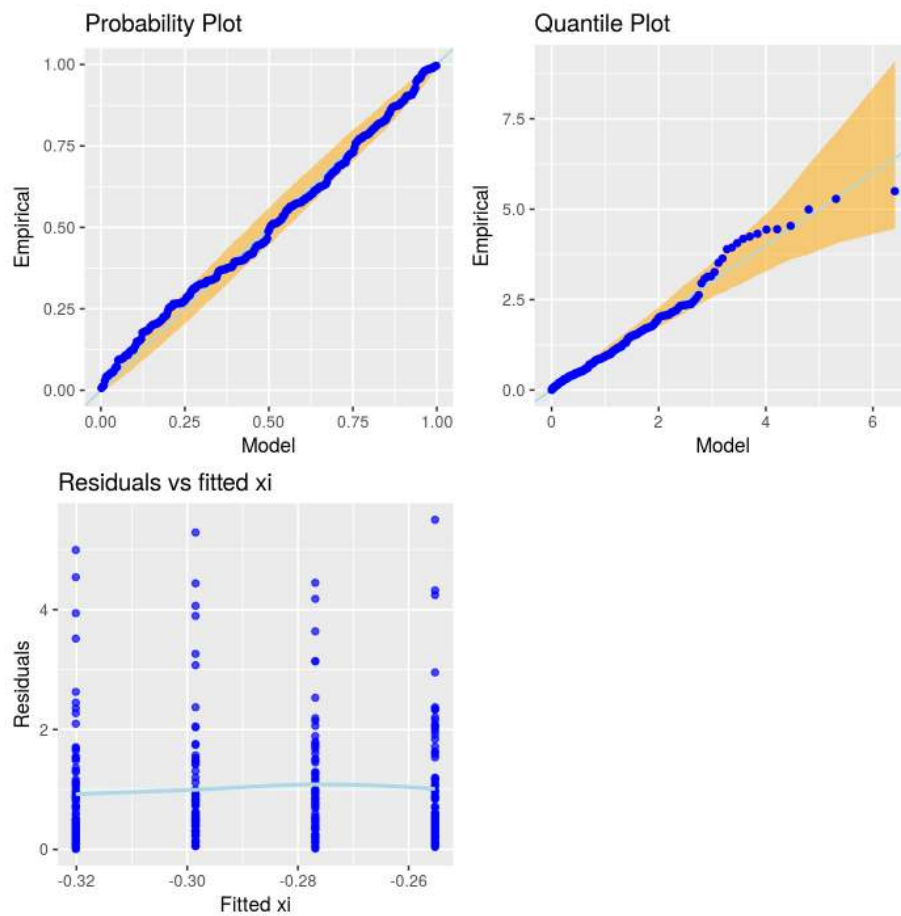 Probability Plot
1.00
0.75
0.50
0.25
0.00
Empirical
0.00 0.25 0.50 0.75 1.00
Model
Quantile Plot
7.5
5.0
2.5
0.0
Empirical
0 2 4 6
Model
Residuals vs fitted xi
4
2
0
Residuals
-0.32 -0.30 -0.28 -0.26
Fitted xi